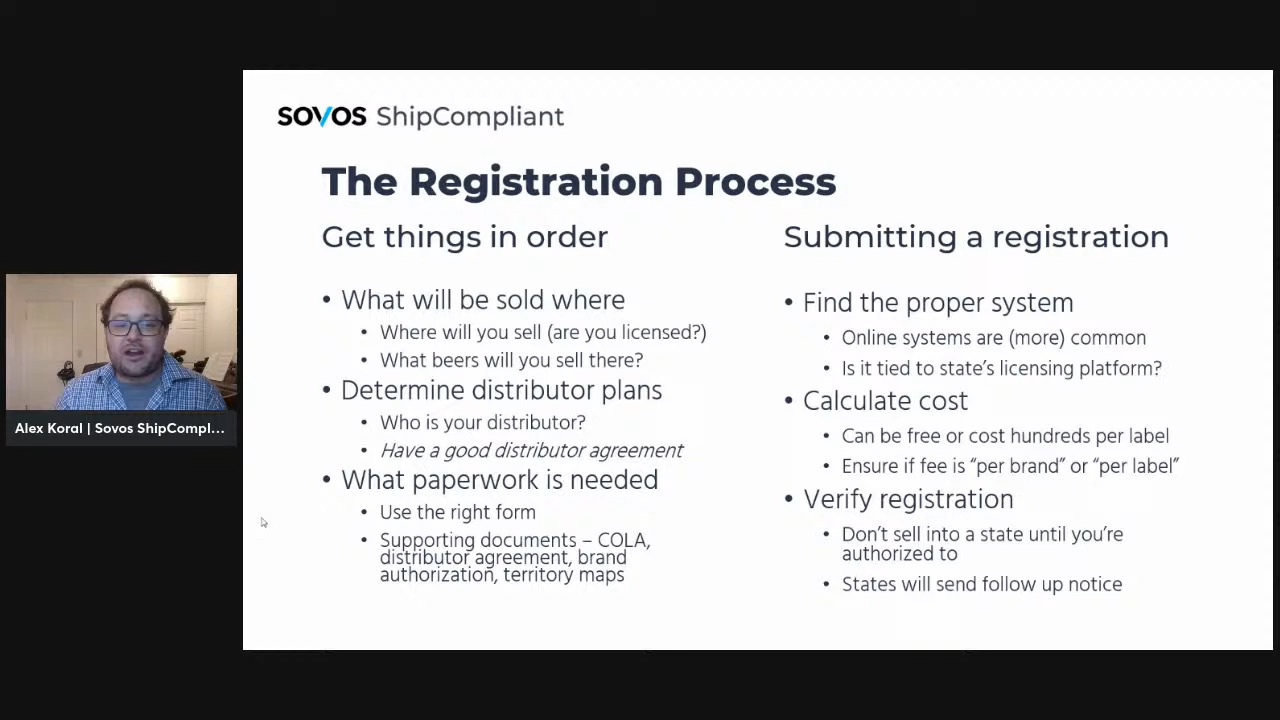 SOVOS ShipCompliant
The Registration Process
Get things in order
• What will be sold where
• Where will you sell (are you licensed?)
• What beers will you sell there?
• Determine distributor plans
• Who is your distributor?
• Have a good distributor agreement
• What paperwork is needed
• Use the right form
• Supporting documents – COLA,
distributor agreement, brand
authorization, territory maps
Submitting a registration
• Find the proper system
• Online systems are (more) common
• Is it tied to state's licensing platform?
• Calculate cost
• Can be free or cost hundreds per label
• Ensure if fee is “per brand” or “per label”
• Verify registration
• Don't sell into a state until you're
authorized to
• States will send follow up notice
Alex Koral | Sovos ShipCompl...